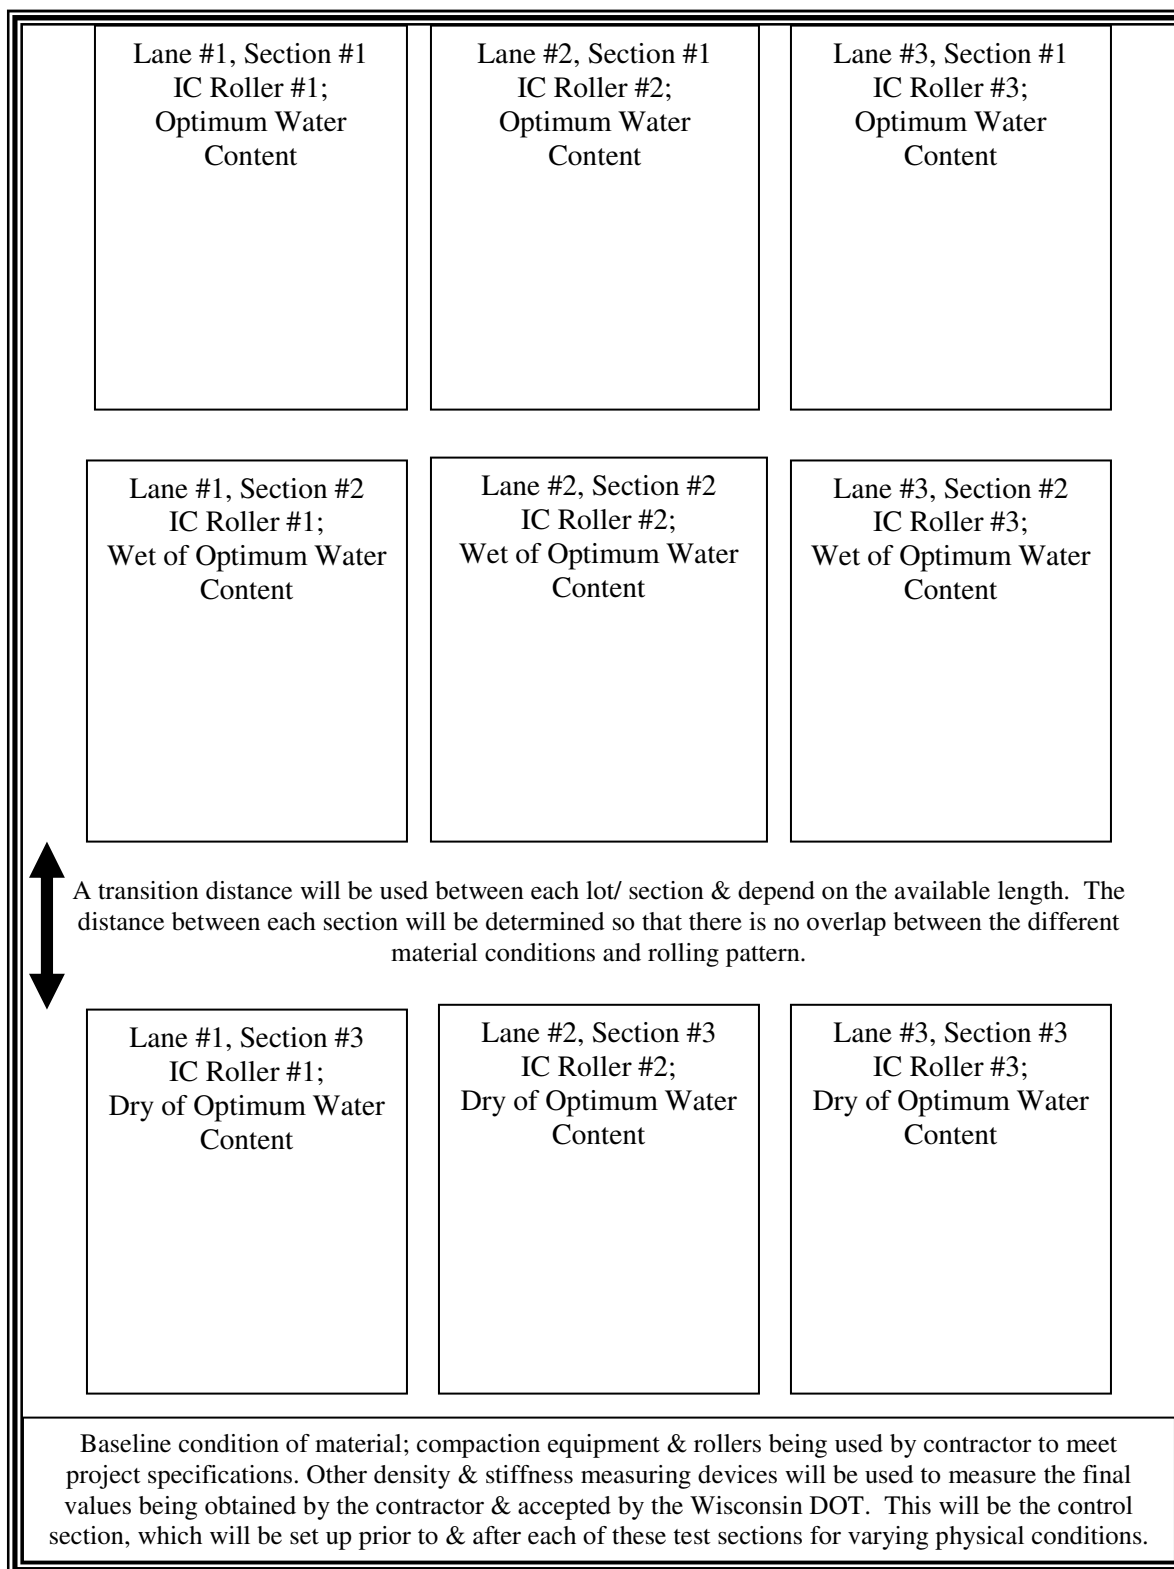 Lane #1, Section #1
IC Roller #1;
Optimum Water
Content
Lane #2, Section #1
IC Roller #2;
Optimum Water
Content
Lane #3, Section #1
IC Roller #3;
Optimum Water
Content
Lane #1, Section #2
IC Roller #1;
Wet of Optimum Water
Content
Lane #2, Section #2
IC Roller #2;
Wet of Optimum Water
Content
Lane #3, Section #2
IC Roller #3;
Wet of Optimum Water
Content
A transition distance will be used between each lot/ section & depend on the available length.  The
distance between each section will be determined so that there is no overlap between the different
material conditions and rolling pattern.
Lane #1, Section #3
IC Roller #1;
Dry of Optimum Water
Content
Lane #2, Section #3
IC Roller #2;
Dry of Optimum Water
Content
Lane #3, Section #3
IC Roller #3;
Dry of Optimum Water
Content
Baseline condition of material; compaction equipment & rollers being used by contractor to meet
project specifications. Other density & stiffness measuring devices will be used to measure the final
values being obtained by the contractor & accepted by the Wisconsin DOT.  This will be the control
section, which will be set up prior to & after each of these test sections for varying physical conditions.